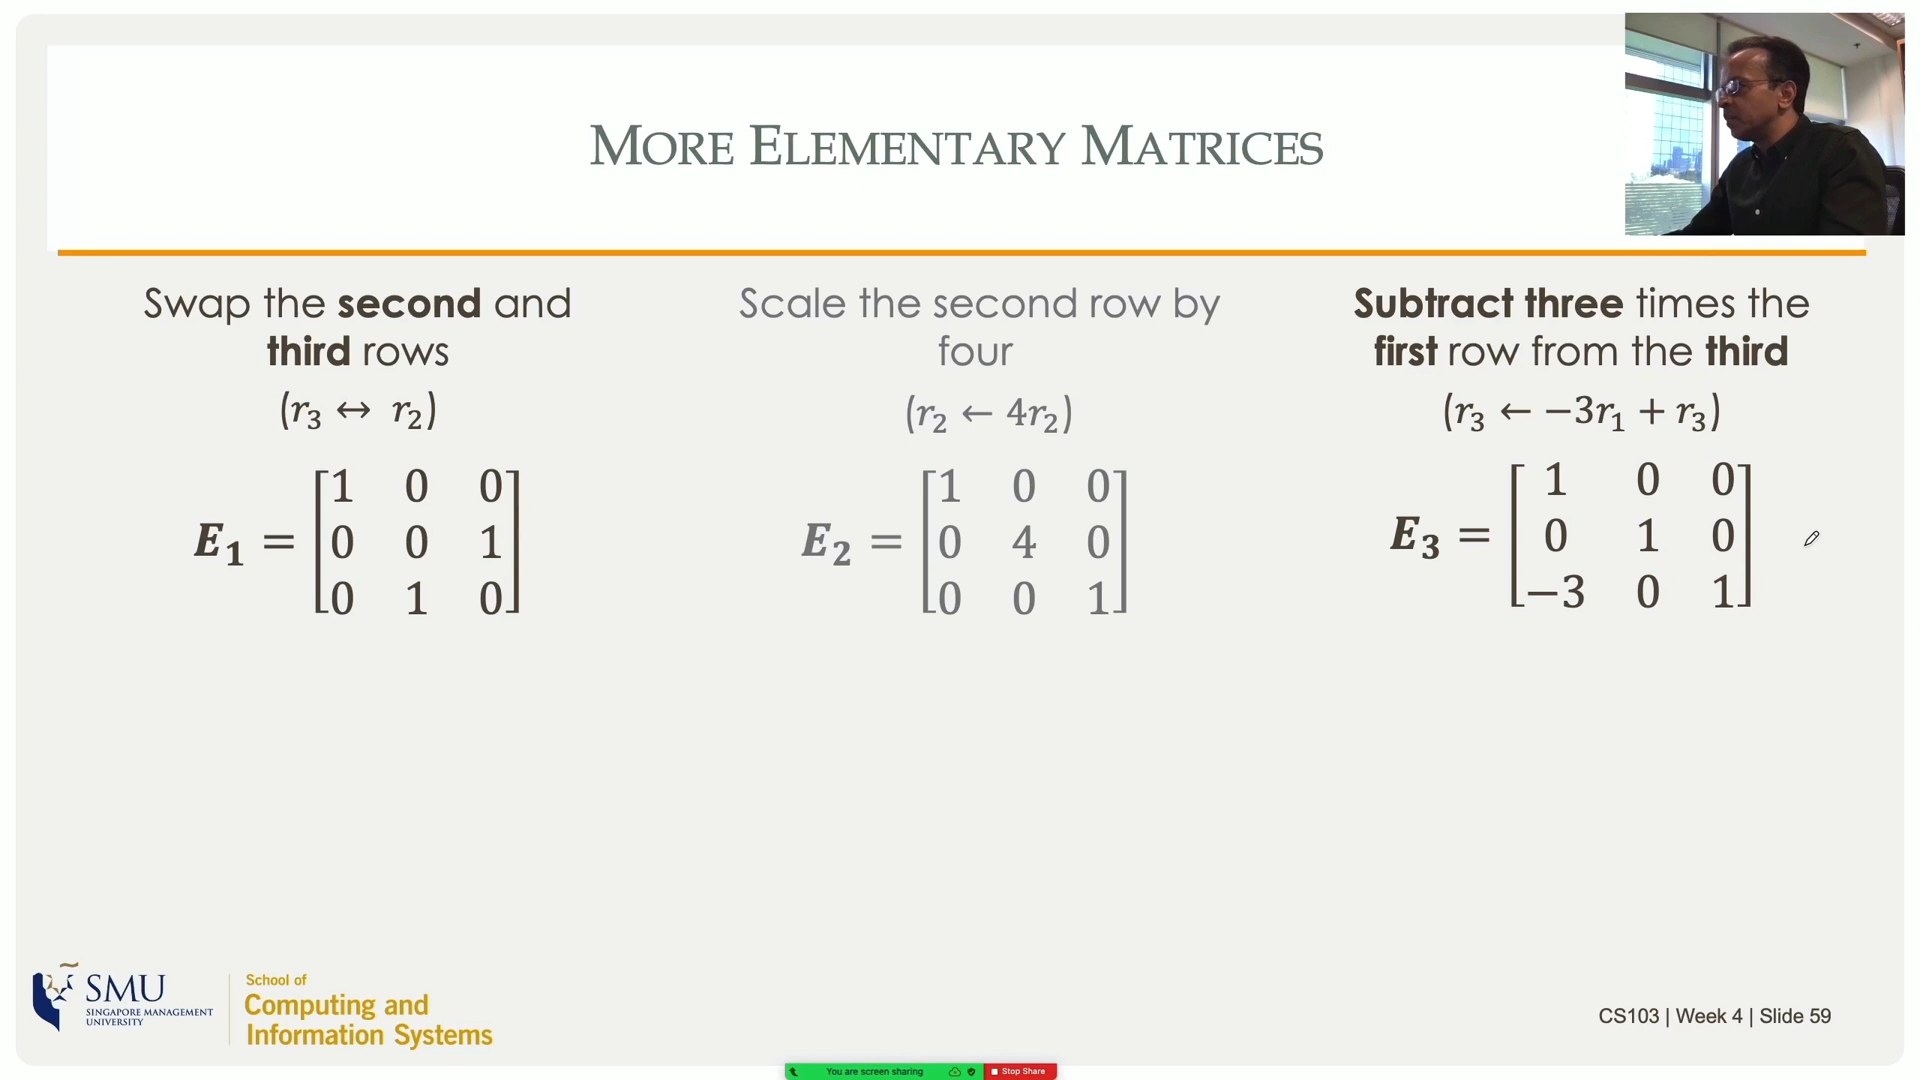 MORE ELEMENTARY MATRICES
Swap the second and
third rows
(r₃ ↔ r₂)
E₁ = [1 0 0
0 0 1
0 1 0]
Scale the second row by
four
(r₂ ← 4r₂)
E₂ = [1 0 0
0 4 0
0 0 1]
Subtract three times the
first row from the third
(r₃ ← −3r₁ + r₃)
E₃ = [1 0 0
0 1 0
−3 0 1]
SMU
SINGAPORE MANAGEMENT
UNIVERSITY
School of
Computing and
Information Systems
CS103 | Week 4 | Slide 59
You are screen sharing
Stop Share